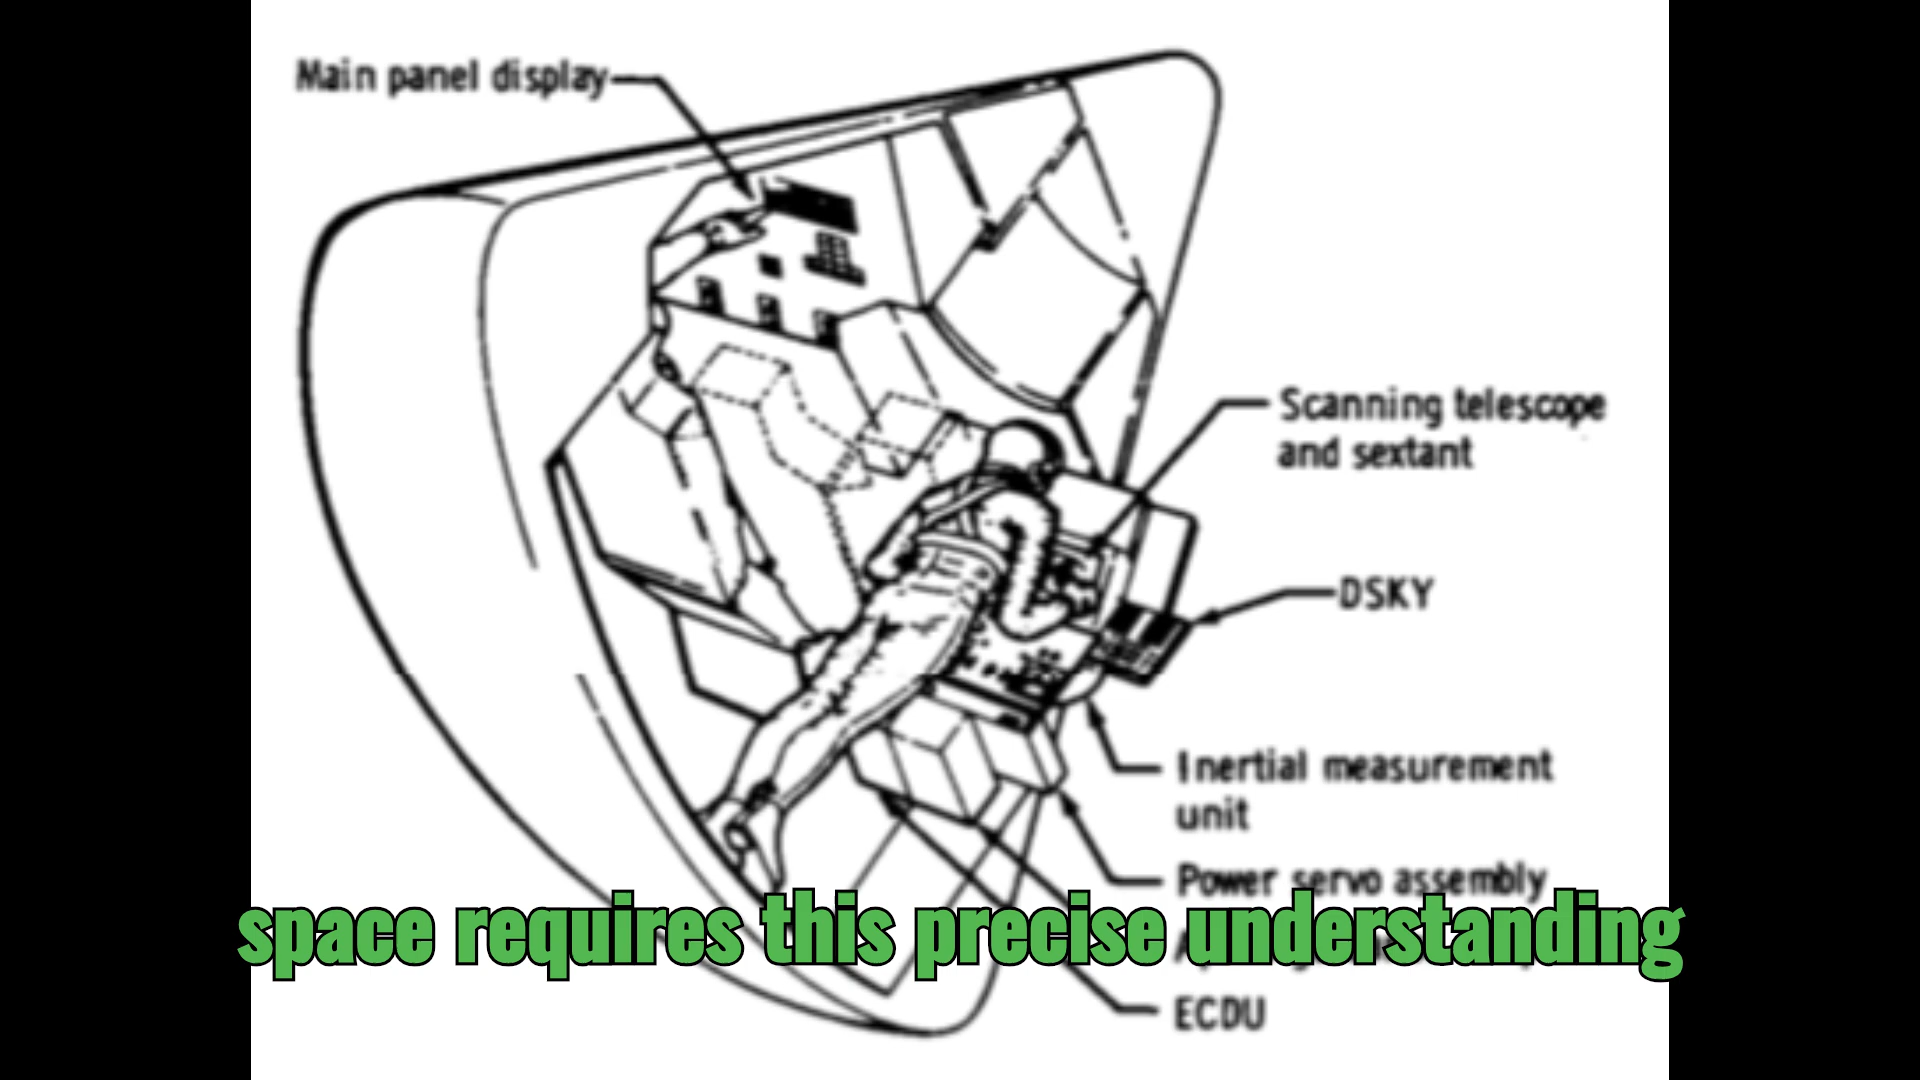 Main panel display
Scanning telescope
and sextant
DSKY
Inertial measurement
unit
Power servo assembly
space requires this precise understanding
ECDU